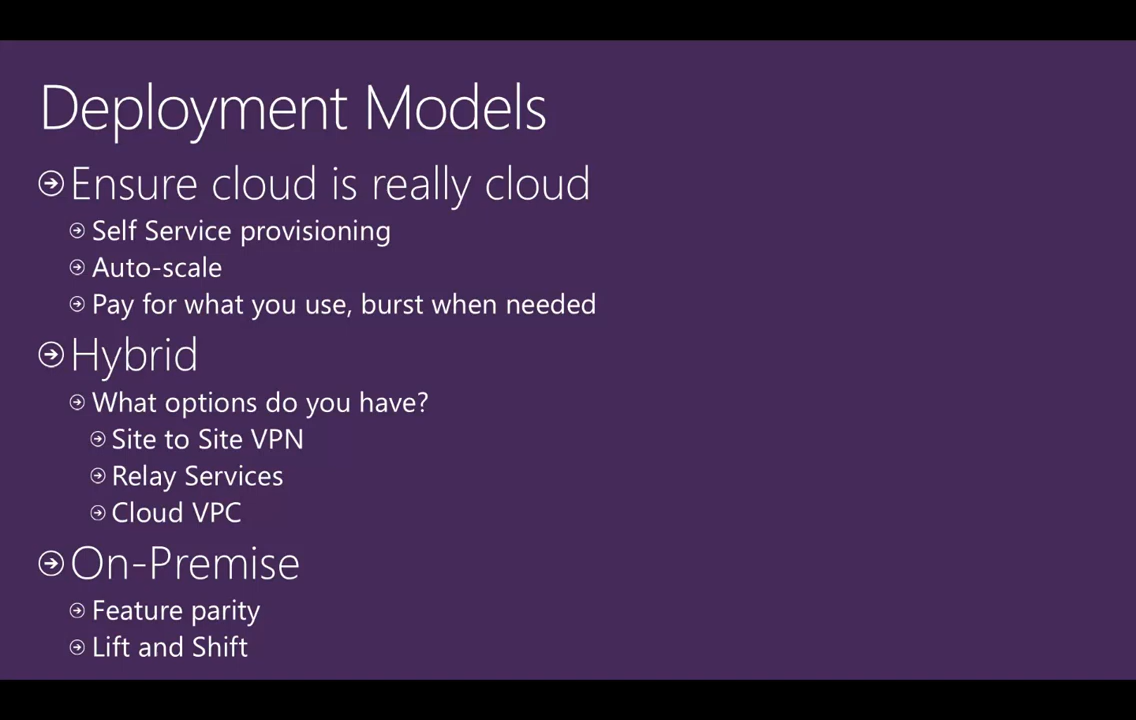 Deployment Models
Ensure cloud is really cloud
Self Service provisioning
Auto-scale
Pay for what you use, burst when needed
Hybrid
What options do you have?
Site to Site VPN
Relay Services
Cloud VPC
On-Premise
Feature parity
Lift and Shift